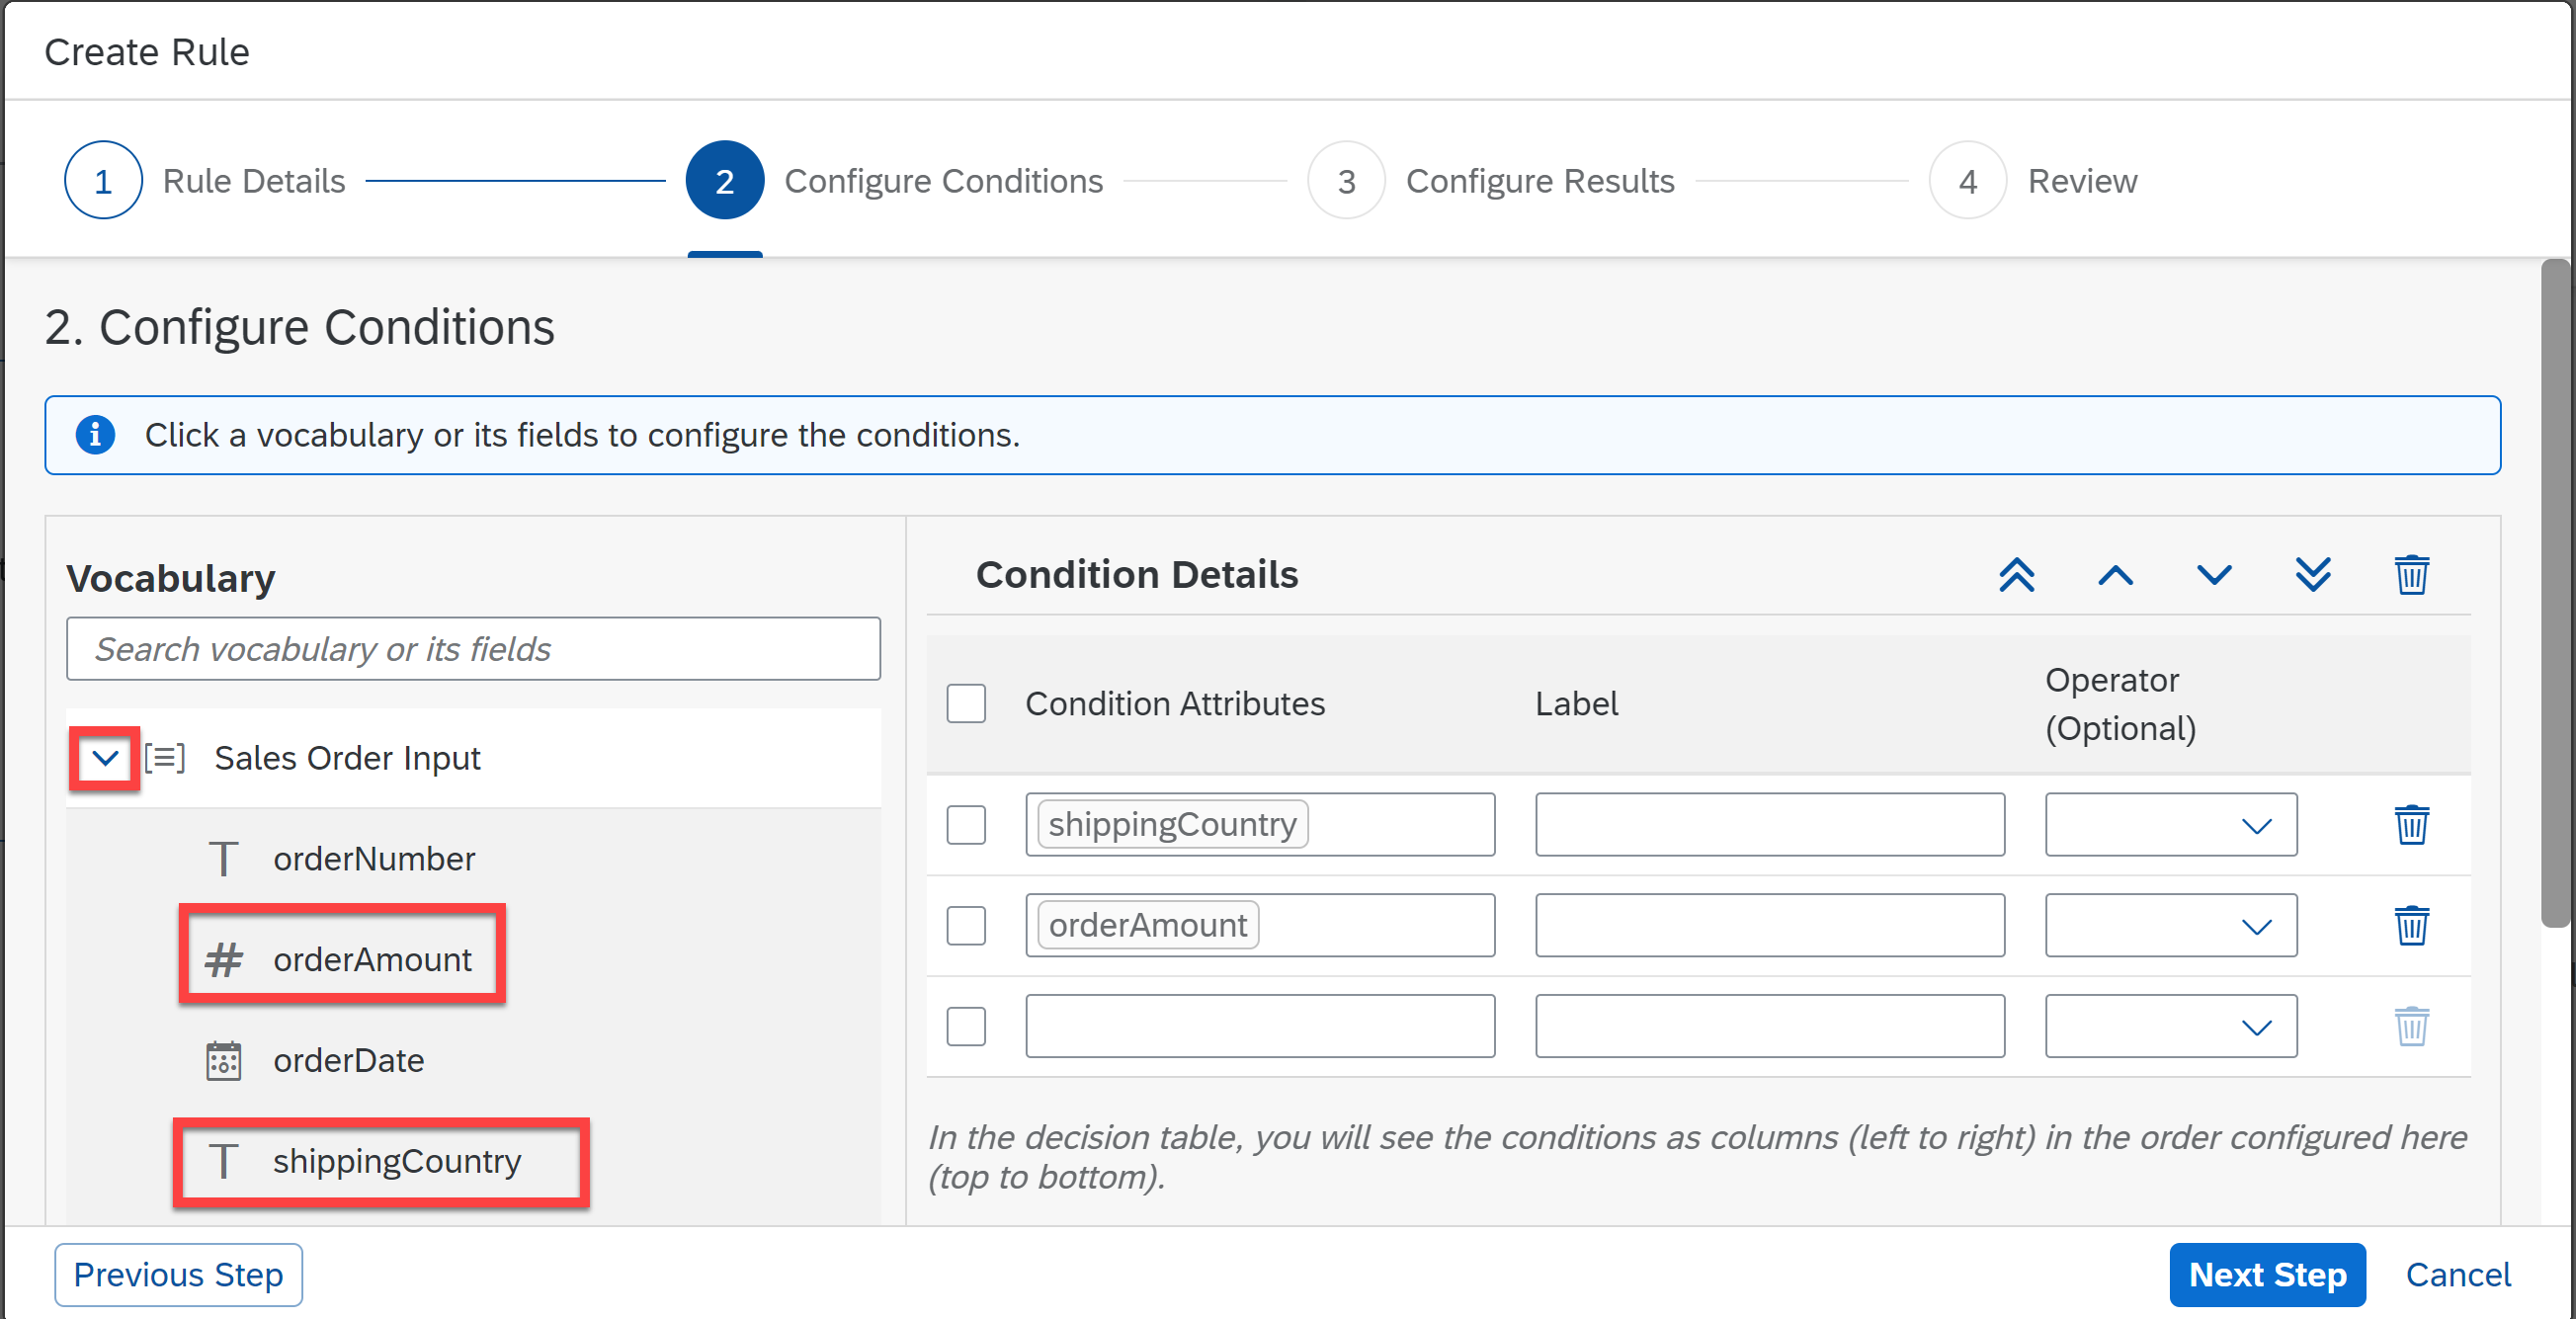 Create Rule
1 Rule Details 2 Configure Conditions 3 Configure Results 4 Review
2. Configure Conditions
Click a vocabulary or its fields to configure the conditions.
Vocabulary
Search vocabulary or its fields
Sales Order Input
orderNumber
orderAmount
orderDate
shippingCountry
Condition Details
Condition Attributes Label Operator
(Optional)
shippingCountry
orderAmount
In the decision table, you will see the conditions as columns (left to right) in the order configured here
(top to bottom).
Previous Step Next Step Cancel